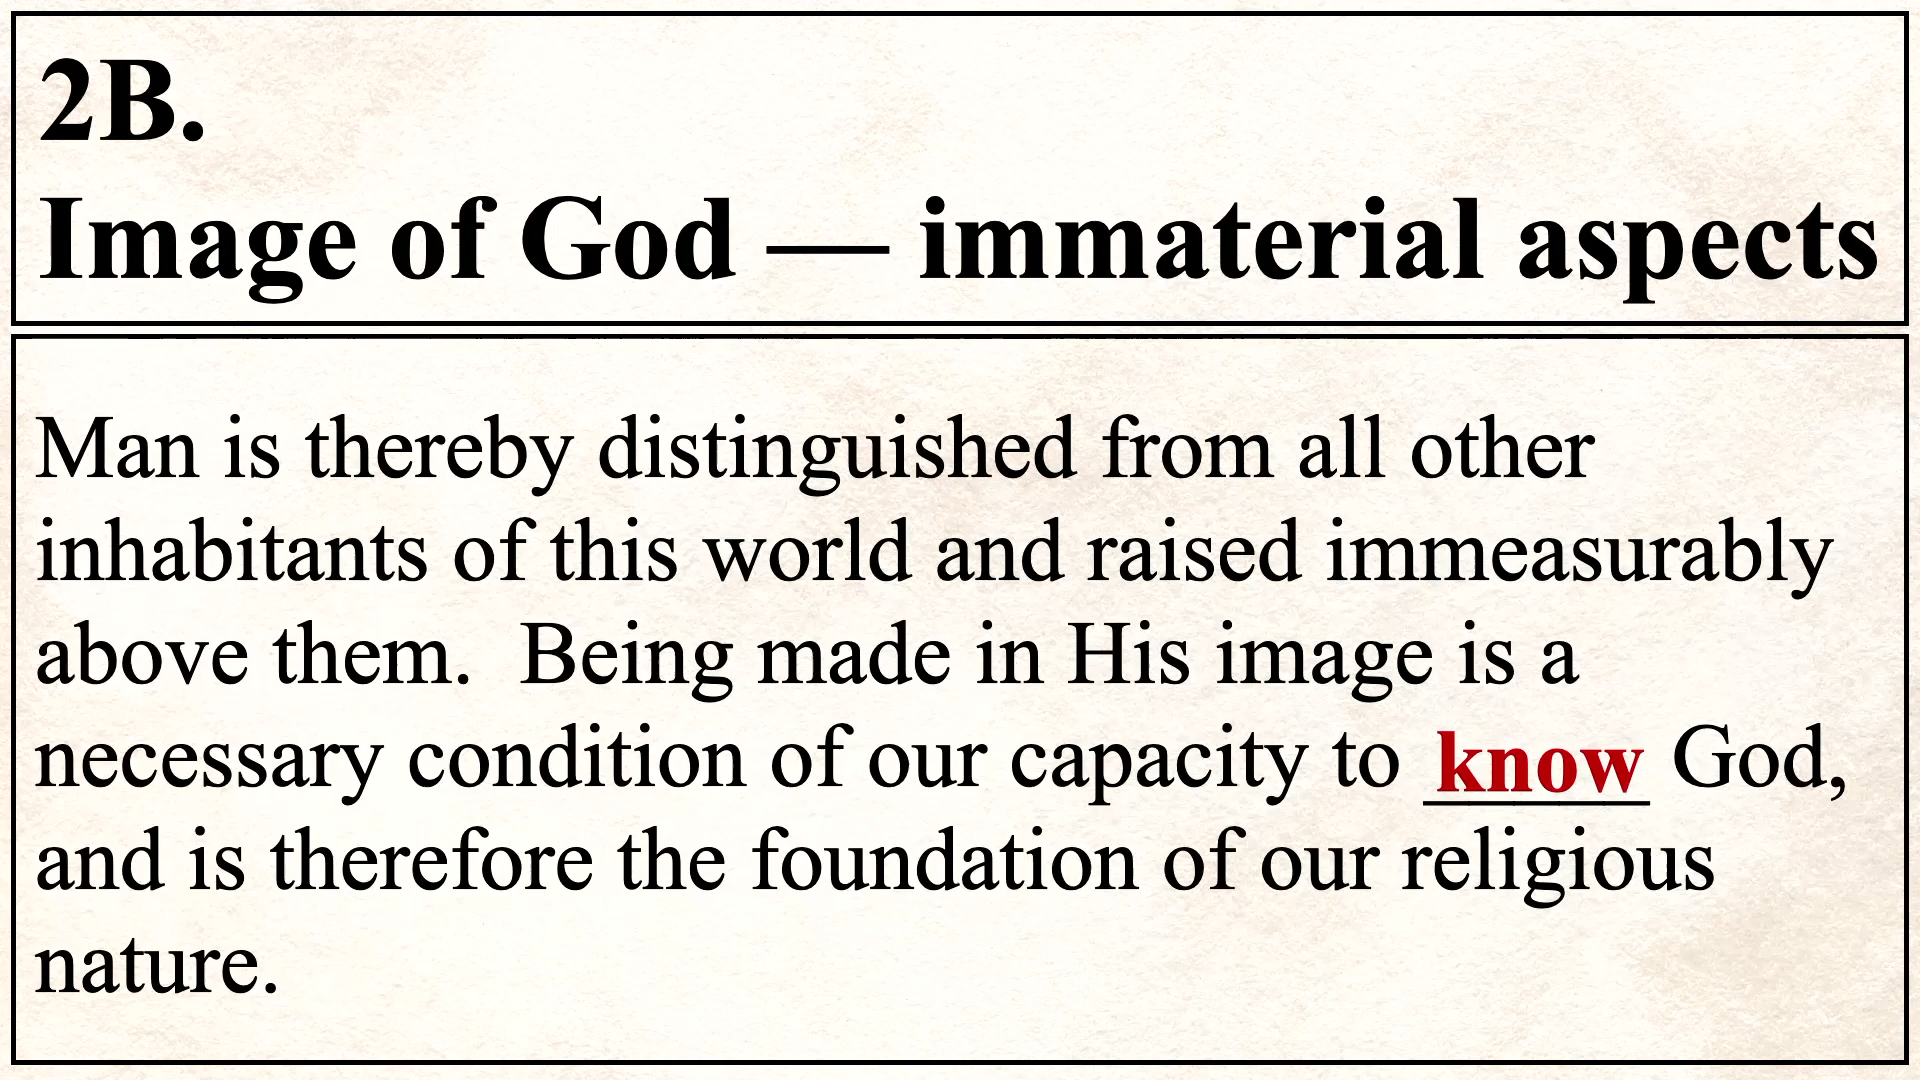 2B.
Image of God — immaterial aspects
Man is thereby distinguished from all other
inhabitants of this world and raised immeasurably
above them.  Being made in His image is a
necessary condition of our capacity to know God,
and is therefore the foundation of our religious
nature.